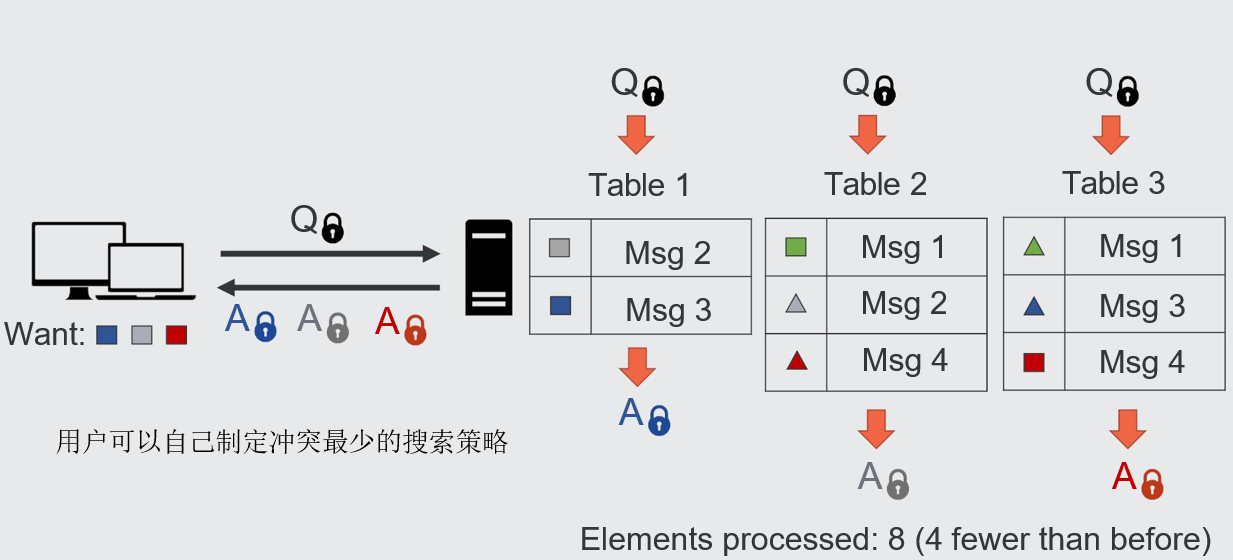 Q
Q
Q
Table 1
Table 2
Table 3
Q
Msg 2
Msg 3
Msg 1
Msg 2
Msg 4
Msg 1
Msg 3
Msg 4
A A A
Want:
A
用户可以自己制定冲突最少的搜索策略
A
A
Elements processed: 8 (4 fewer than before)